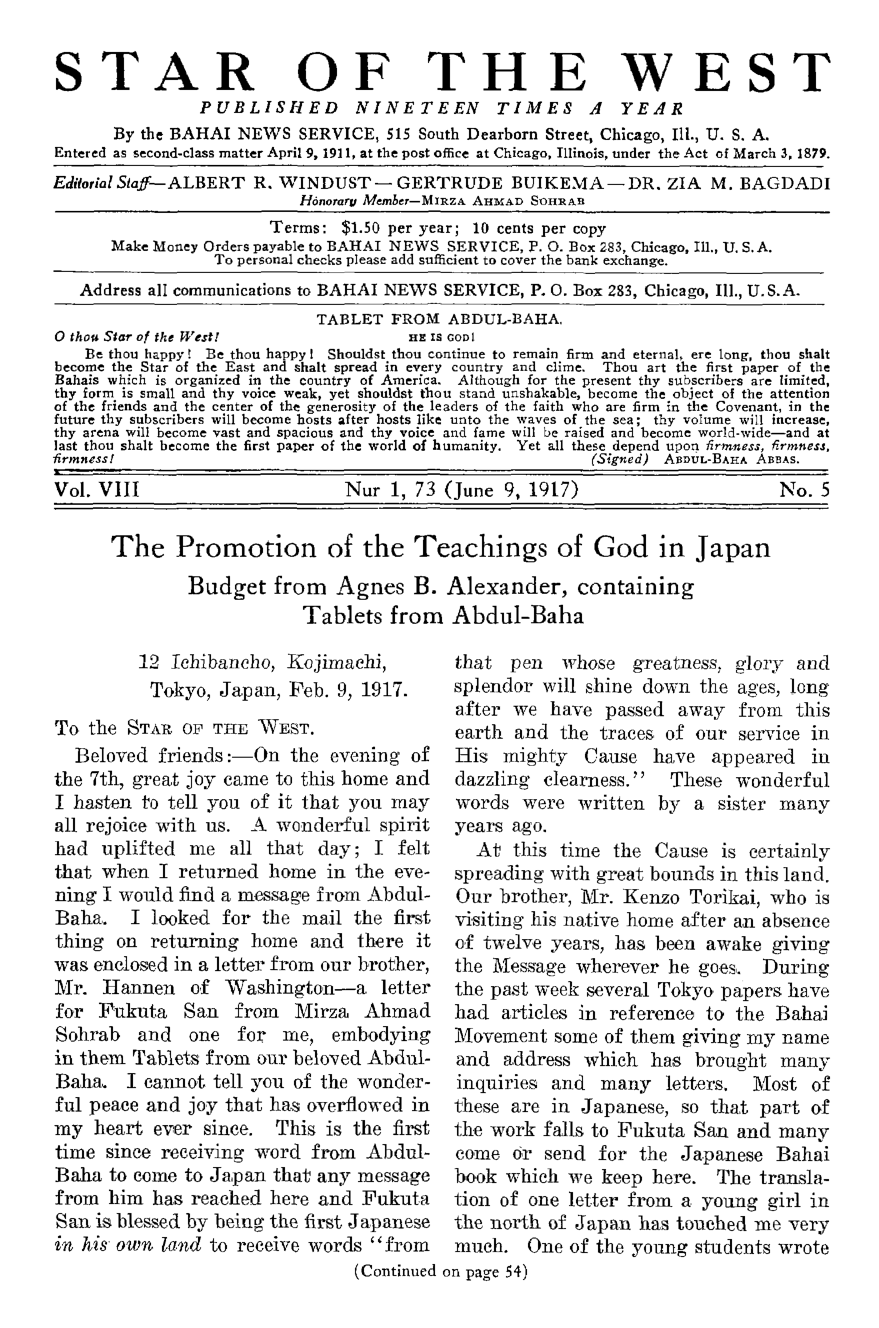 STAR OF THE WEST
PUBLISHED NINETEEN TIMES A YEAR
By the BAHAI NEWS SERVICE, 515 South Dearborn Street, Chicago, Ill., U. S. A.
Entered as second-class matter April 9, 1911, at the post office at Chicago, Illinois, under the Act of March 3, 1879.
Editorial Staff—ALBERT R. WINDUST—GERTRUDE BUIKEMA—DR. ZIA M. BAGDADI
Honorary Member—MIRZA AHMAD SOHRAB
Terms: $1.50 per year; 10 cents per copy
Make Money Orders payable to BAHAI NEWS SERVICE, P. O. Box 283, Chicago, Ill., U. S. A.
To personal checks please add sufficient to cover the bank exchange.
Address all communications to BAHAI NEWS SERVICE, P. O. Box 283, Chicago, Ill., U.S.A.
TABLET FROM ABDUL-BAHA.
O thou Star of the West! HE IS GOD!
Be thou happy! Be thou happy! Shouldst thou continue to remain firm and eternal, ere long, thou shalt
become the Star of the East and shalt spread in every country and clime. Thou art the first paper of the
Bahais which is organized in the country of America. Although for the present thy subscribers are limited,
thy form is small and thy voice weak, yet shouldst thou stand unshakable, become the object of the attention
of the friends and the center of the generosity of the leaders of the faith who are firm in the Covenant, in the
future thy subscribers will become hosts after hosts like unto the waves of the sea; thy volume will increase,
thy arena will become vast and spacious and thy voice and fame will be raised and become world-wide—and at
last thou shalt become the first paper of the world of humanity. Yet all these depend upon firmness, firmness,
firmness! (Signed) ABDUL-BAHA ABBAS.
Vol. VIII Nur 1, 73 (June 9, 1917) No. 5
The Promotion of the Teachings of God in Japan
Budget from Agnes B. Alexander, containing
Tablets from Abdul-Baha
12 Ichibancho, Kojimachi,
Tokyo, Japan, Feb. 9, 1917.
To the STAR OF THE WEST.
Beloved friends:—On the evening of
the 7th, great joy came to this home and
I hasten to tell you of it that you may
all rejoice with us. A wonderful spirit
had uplifted me all that day; I felt
that when I returned home in the eve-
ning I would find a message from Abdul-
Baha. I looked for the mail the first
thing on returning home and there it
was enclosed in a letter from our brother,
Mr. Hannen of Washington—a letter
for Fukuta San from Mirza Ahmad
Sohrab and one for me, embodying
in them Tablets from our beloved Abdul-
Baha. I cannot tell you of the wonder-
ful peace and joy that has overflowed in
my heart ever since. This is the first
time since receiving word from Abdul-
Baha to come to Japan that any message
from him has reached here and Fukuta
San is blessed by being the first Japanese
in his own land to receive words "from
that pen whose greatness, glory and
splendor will shine down the ages, long
after we have passed away from this
earth and the traces of our service in
His mighty Cause have appeared in
dazzling clearness." These wonderful
words were written by a sister many
years ago.
At this time the Cause is certainly
spreading with great bounds in this land.
Our brother, Mr. Kenzo Torikai, who is
visiting his native home after an absence
of twelve years, has been awake giving
the Message wherever he goes. During
the past week several Tokyo papers have
had articles in reference to the Bahai
Movement some of them giving my name
and address which has brought many
inquiries and many letters. Most of
these are in Japanese, so that part of
the work falls to Fukuta San and many
come or send for the Japanese Bahai
book which we keep here. The transla-
tion of one letter from a young girl in
the north of Japan has touched me very
much. One of the young students wrote
(Continued on page 54)